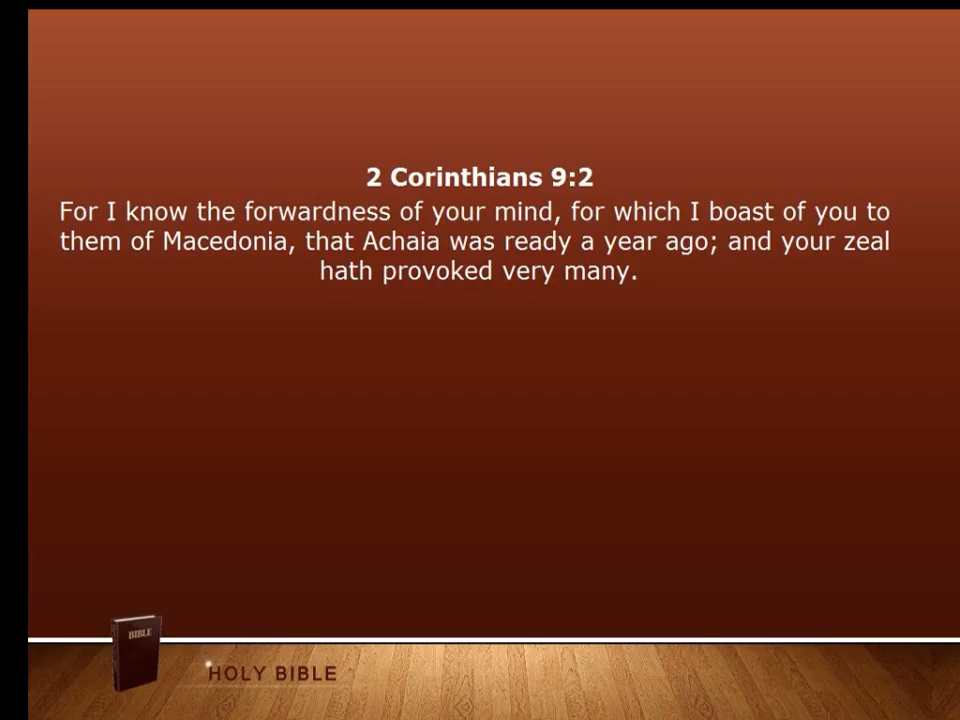 2 Corinthians 9:2
For I know the forwardness of your mind, for which I boast of you to
them of Macedonia, that Achaia was ready a year ago; and your zeal
hath provoked very many.
BIBLE
HOLY BIBLE